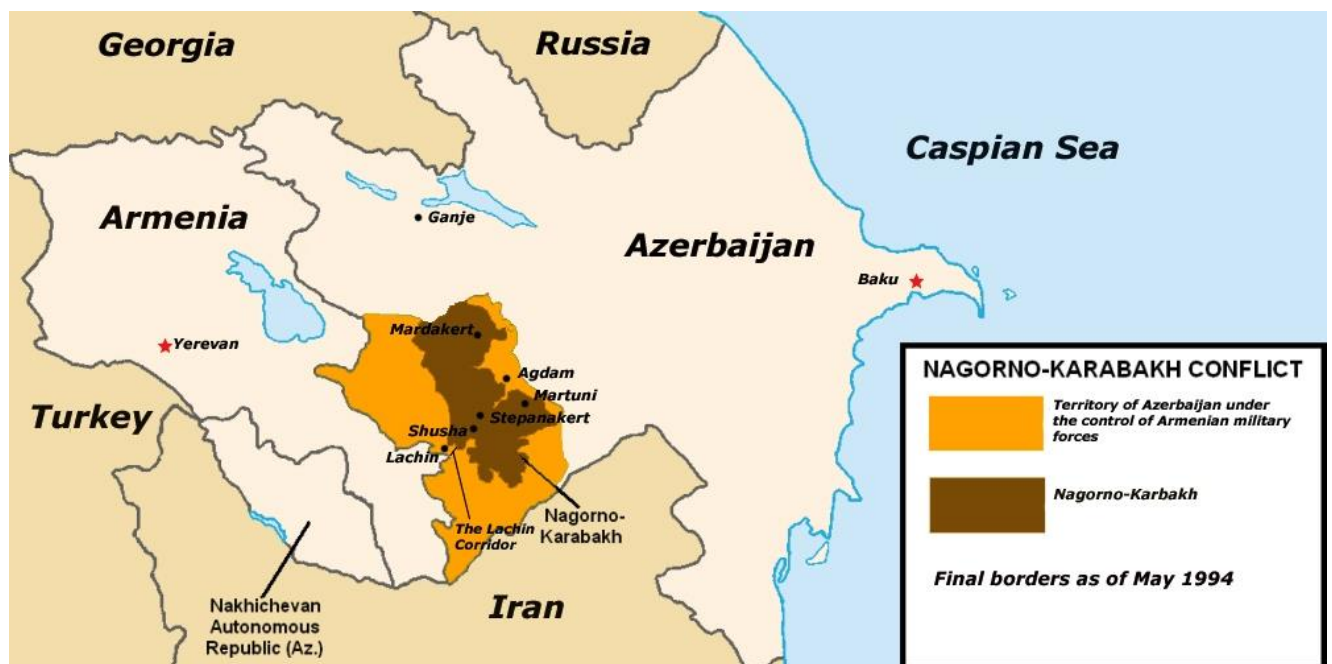 Georgia
Russia
Caspian Sea
Armenia
Ganje
Azerbaijan
Baku
Mardakert
Yerevan
Agdam
Martuni
Turkey
Stepanakert
Shusha
Lachin
The Lachin
Corridor
Nagorno-
Karabakh
Iran
Nakhichevan
Autonomous
Republic (Az.)
NAGORNO-KARABAKH CONFLICT
Territory of Azerbaijan under
the control of Armenian military
forces
Nagorno-Karbakh
Final borders as of May 1994